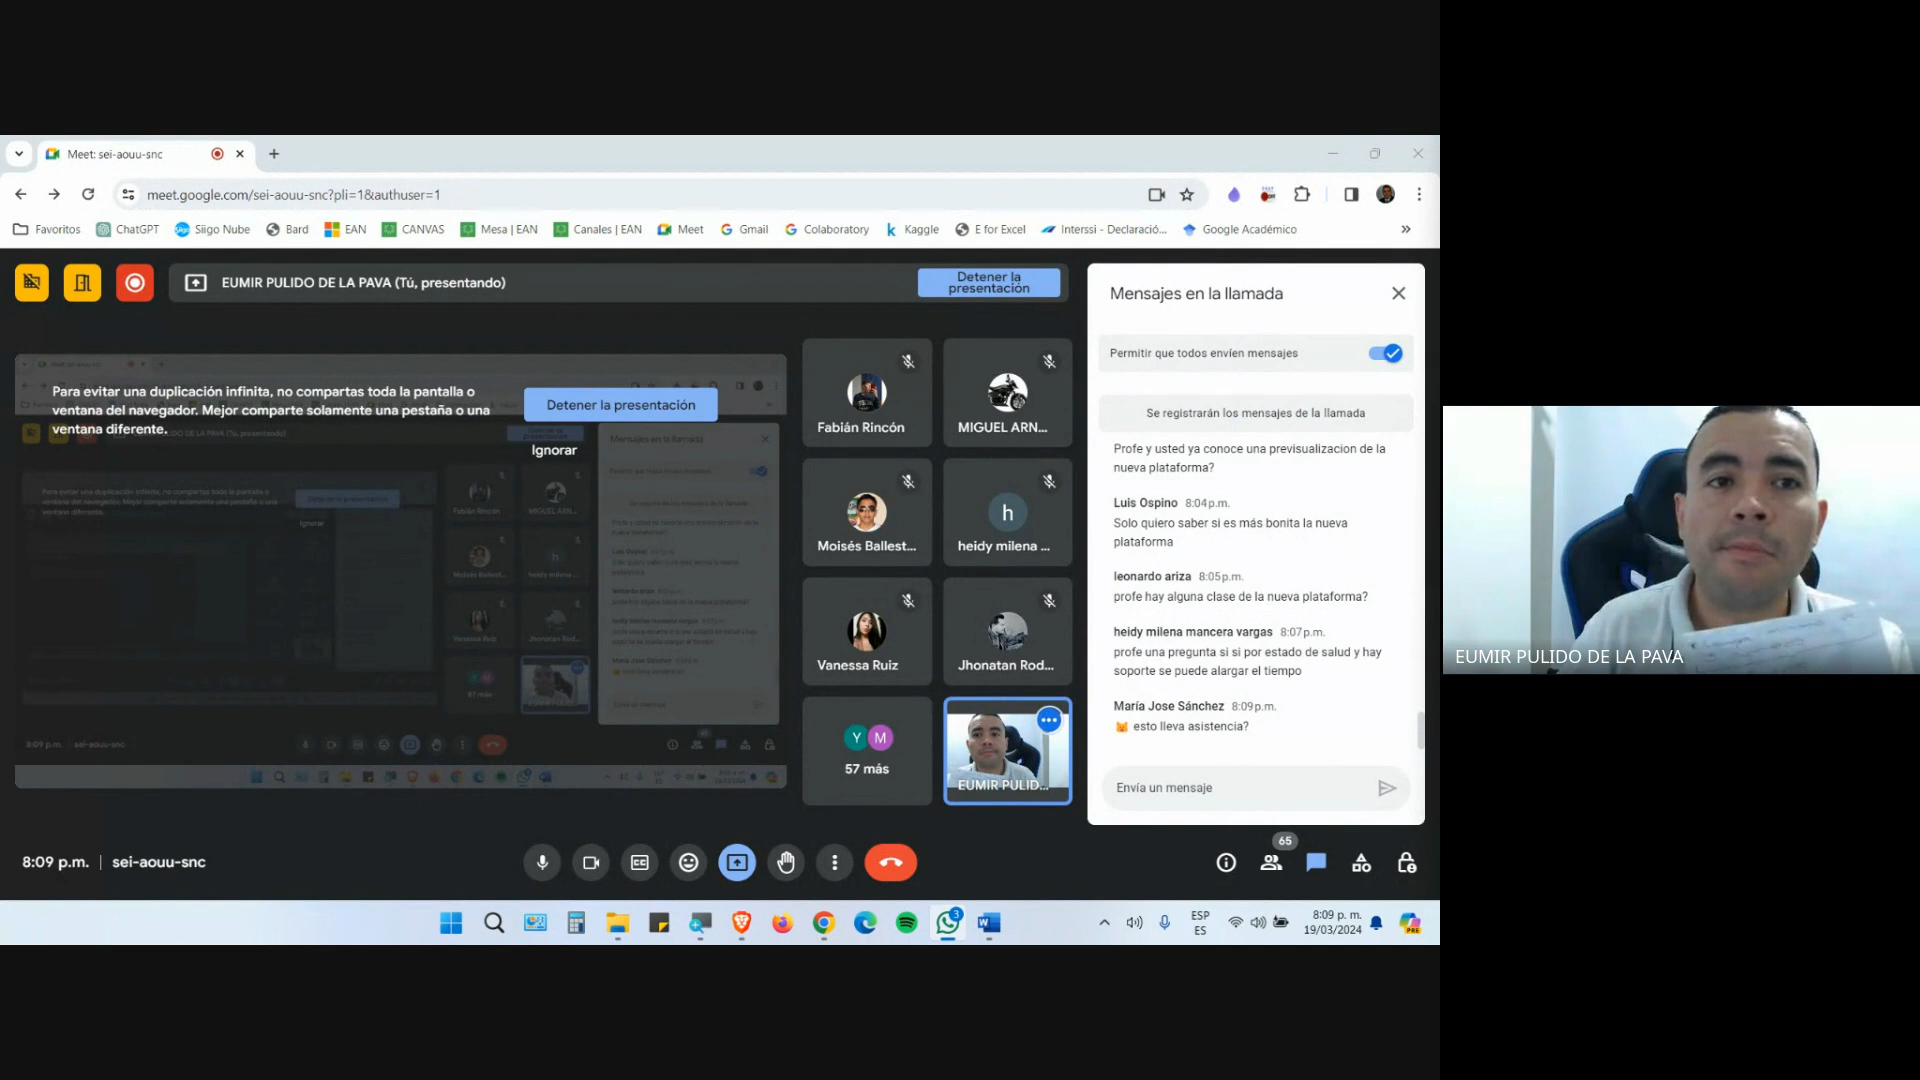 Meet: sei-aouu-snc
meet.google.com/sei-aouu-snc?pli=1&authuser=1
Favoritos ChatGPT Siigo Nube Bard EAN CANVAS Mesa | EAN Canales | EAN Meet Gmail Colaboratory Kaggle E for Excel Interssi - Declaració... Google Académico
EUMIR PULIDO DE LA PAVA (Tú, presentando)
Detener la
presentación
Para evitar una duplicación infinita, no compartas toda la pantalla o
ventana del navegador. Mejor comparte solamente una pestaña o una
ventana diferente.
Detener la presentación
Ignorar
Fabián Rincón
MIGUEL ARN...
Moisés Ballest...
h
heidy milena ...
Vanessa Ruiz
Jhonatan Rod...
Y M
57 más
EUMIR PULID...
Mensajes en la llamada
Permitir que todos envíen mensajes
Se registrarán los mensajes de la llamada
Profe y usted ya conoce una previsualizacion de la
nueva plataforma?
Luis Ospino 8:04 p.m.
Solo quiero saber si es más bonita la nueva
plataforma
leonardo ariza 8:05 p.m.
profe hay alguna clase de la nueva plataforma?
heidy milena mancera vargas 8:07 p.m.
profe una pregunta si si por estado de salud y hay
soporte se puede alargar el tiempo
María Jose Sánchez 8:09 p.m.
🐱 esto lleva asistencia?
Envía un mensaje
8:09 p.m. | sei-aouu-snc
65
3
ESP
ES
8:09 p. m.
19/03/2024
PRE
EUMIR PULIDO DE LA PAVA